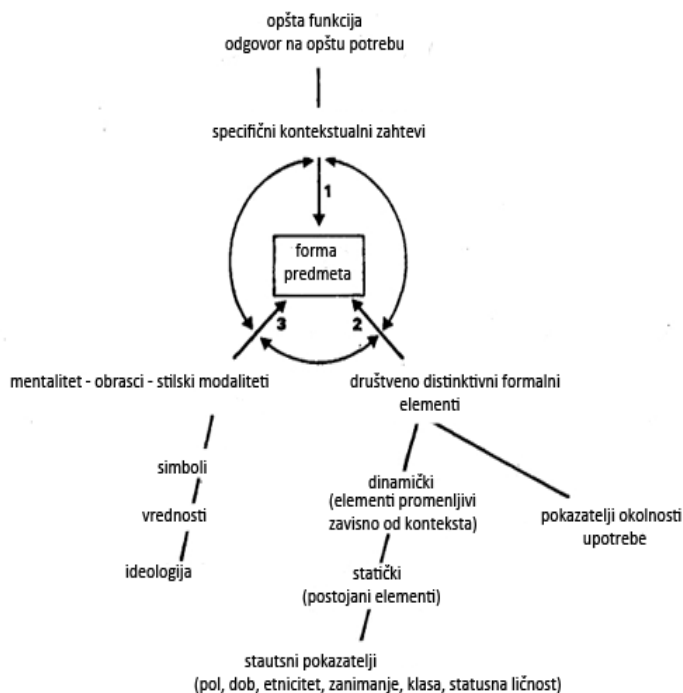 opšta funkcija
odgovor na opštu potrebu
specifični kontekstualni zahtevi
1
forma
predmeta
3
2
mentalitet - obrasci - stilski modaliteti
društveno distinktivni formalni
elementi
simboli
vrednosti
ideologija
dinamički
(elementi promenljivi
zavisno od konteksta)
pokazatelji okolnosti
upotrebe
statički
(postojani elementi)
stautsni pokazatelji
(pol, dob, etnicitet, zanimanje, klasa, statusna ličnost)